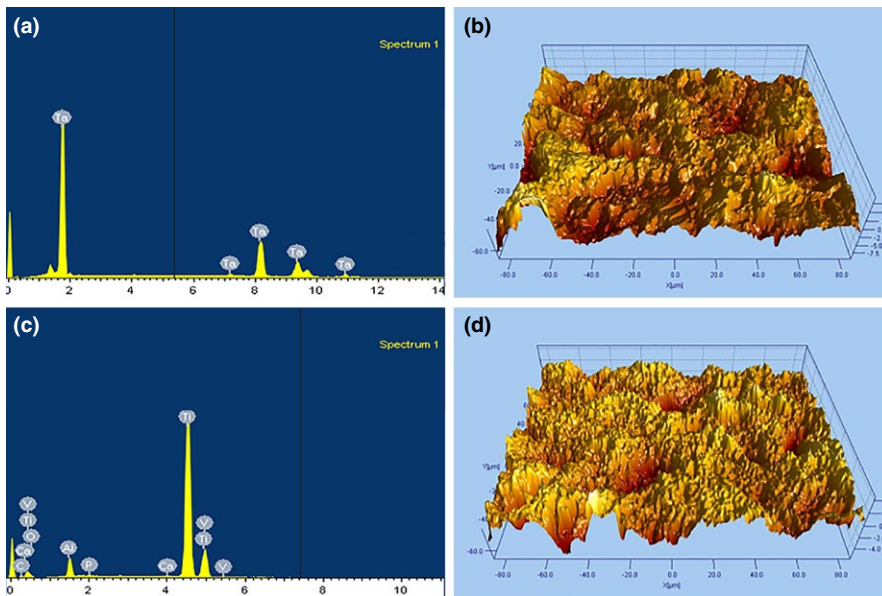 (a)
Spectrum 1
Ta
Ta
Ta
Ta
Ta
0 2 4 6 8 10 12 14
(b)
Y[µm]
20
0.0
-20.0
-40.0
-60.0
-80.0 -60.0 -40.0 -20.0 0.0 20.0 40.0 60.0 80.0
X[µm]
0
-2.5
-5.0
-7.5
(c)
Spectrum 1
Ti
V
Ti
O
Ca
C
Al
P
Ca
V
Ti
V
0 2 4 6 8 10
(d)
Y[µm]
-60.0
-80.0 -60.0 -40.0 -20.0 0.0 20.0 40.0 60.0 80.0
X[µm]
-2.0
-4.0